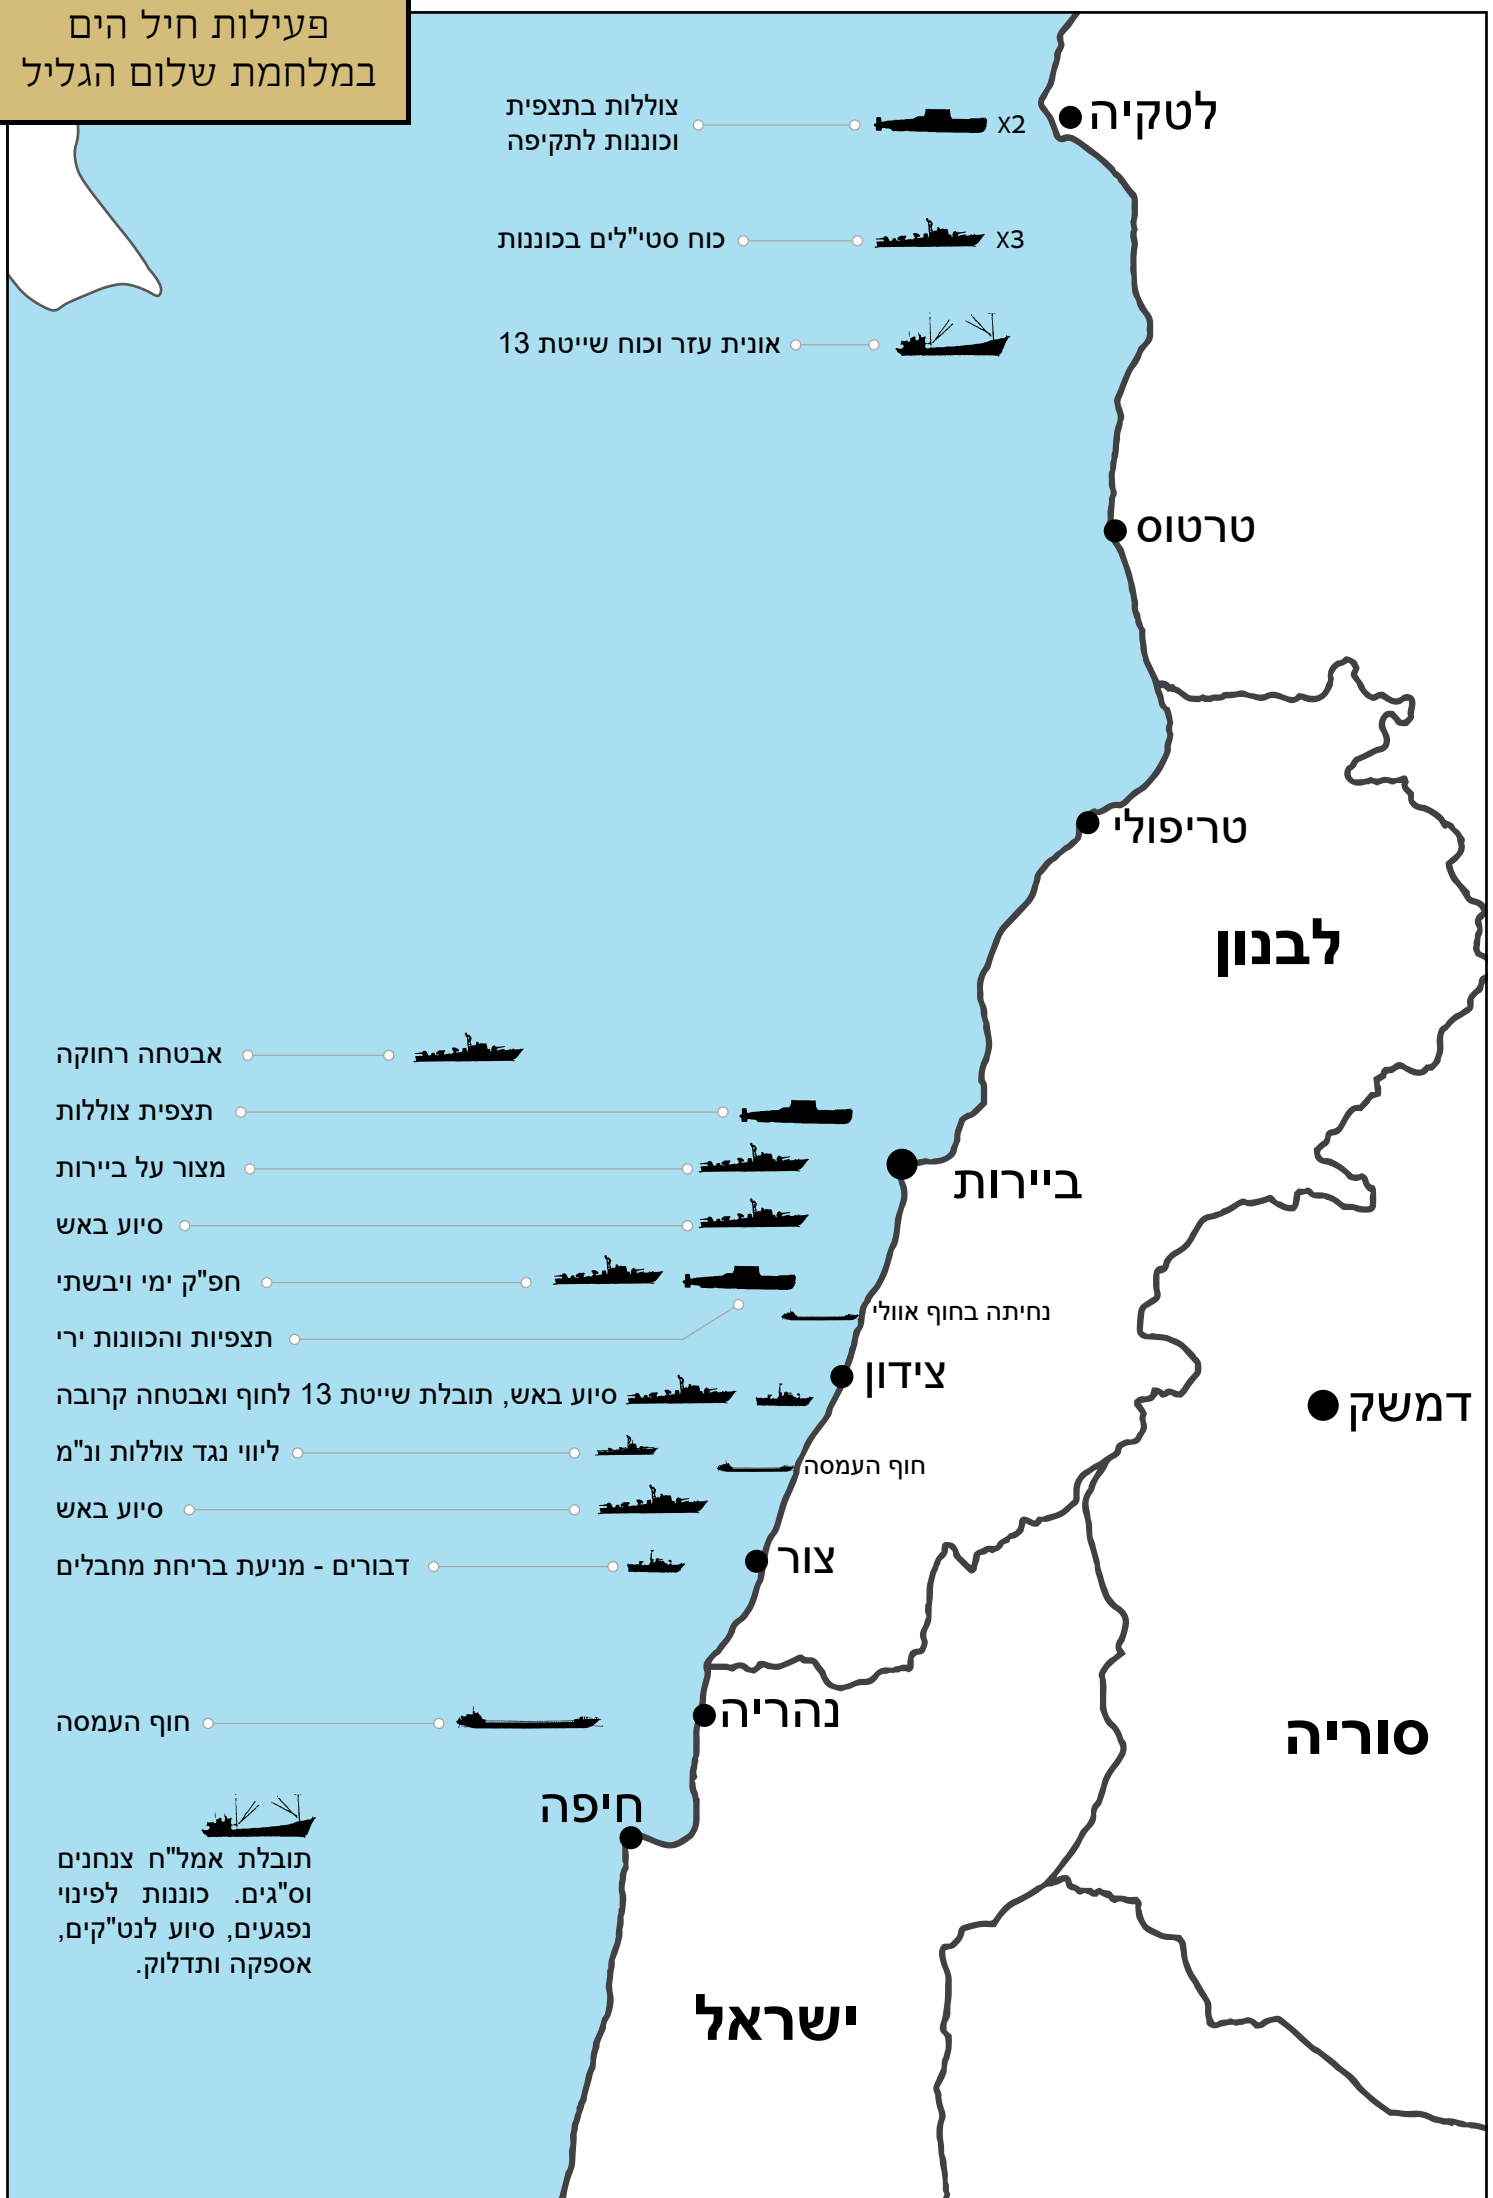 פעילות חיל הים
במלחמת שלום הגליל
צוללות בתצפית
וכוננות לתקיפה
X2
לטקיה
כוח סטי"לים בכוננות
X3
אונית עזר וכוח שייטת 13
טרטוס
טריפולי
לבנון
אבטחה רחוקה
תצפית צוללות
מצור על ביירות
ביירות
סיוע באש
חפ"ק ימי ויבשתי
נחיתה בחוף אוולי
תצפיות והכוונות ירי
צידון
סיוע באש, תובלת שייטת 13 לחוף ואבטחה קרובה
דמשק
ליווי נגד צוללות ונ"מ
חוף העמסה
סיוע באש
צור
דבורים - מניעת בריחת מחבלים
נהריה
חוף העמסה
סוריה
חיפה
תובלת אמל"ח צנחנים
וס"גים. כוננות לפינוי
נפגעים, סיוע לנט"קים,
אספקה ותדלוק.
ישראל